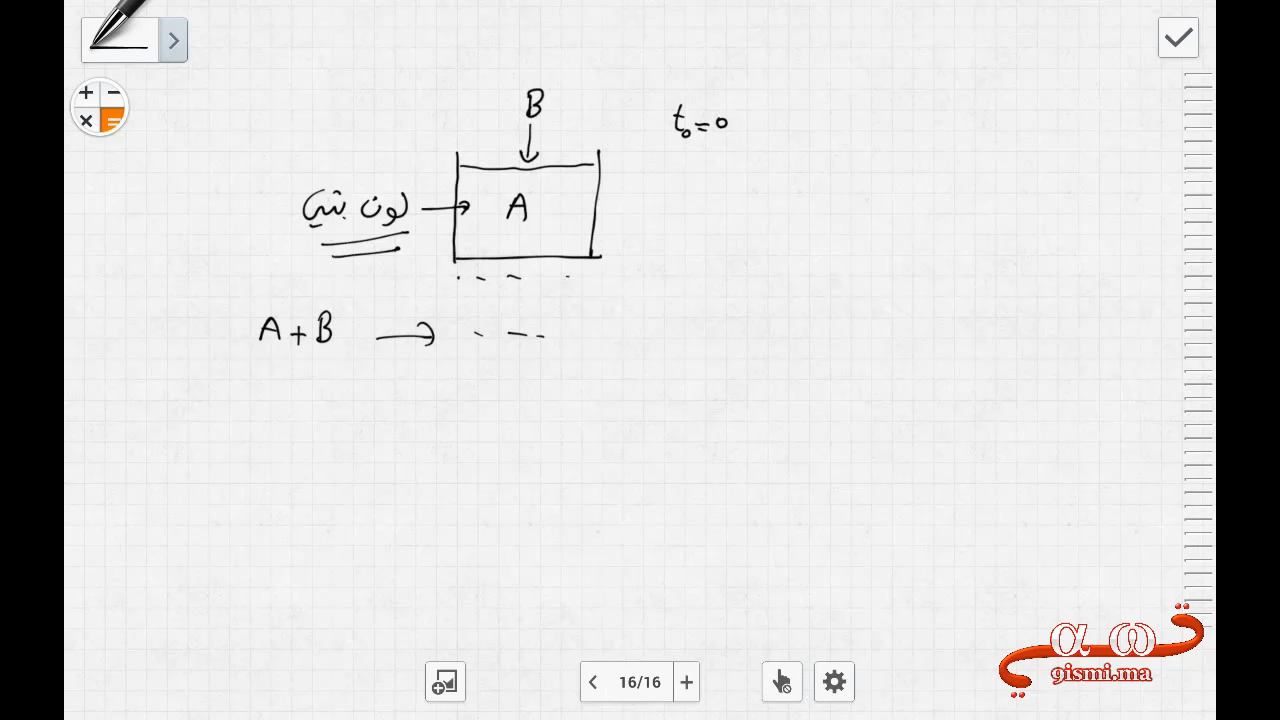 B
t₀=0
لون بني → A
A+B → - - -
16/16
α ω
gismi.ma